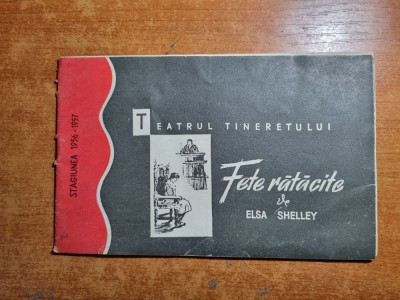 STAGIUNEA 1956-1957
TEATRUL TINERETULUI
Fete rătăcite
de
ELSA SHELLEY